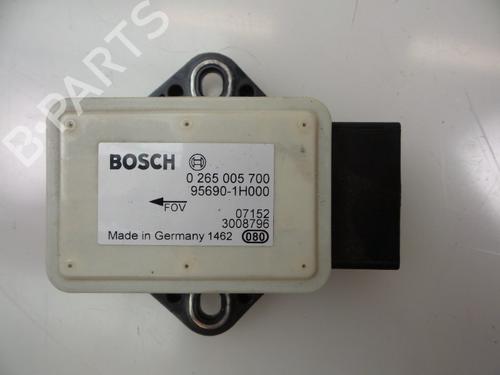 B-PARTS
BOSCH
0 265 005 700
95690-1H000
FOV
07152
3008796
Made in Germany 1462 080